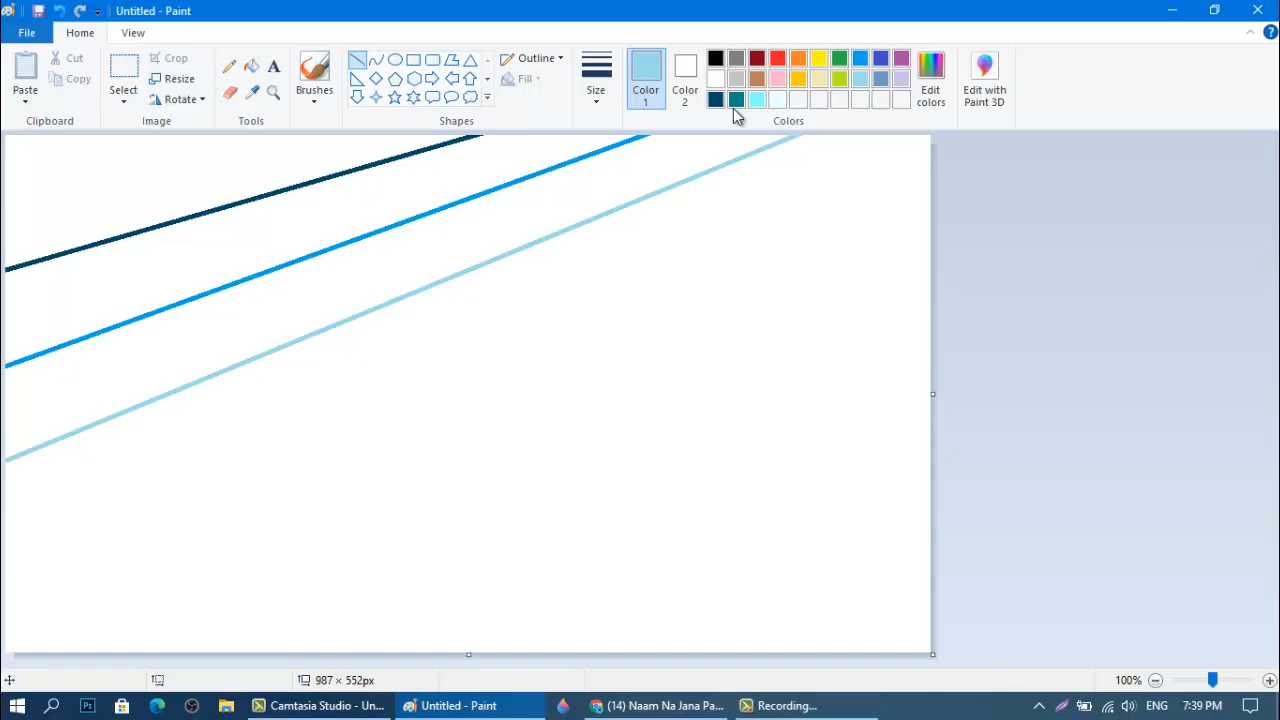 Untitled - Paint
File Home View
Cut
Copy
Paste
Clipboard
Select
Crop
Resize
Rotate
Image
A
Tools
Brushes
Outline
Fill
Shapes
Size
Color 1
Color 2
Colors
Edit colors
Edit with Paint 3D
987 × 552px
100%
Ps
Camtasia Studio - Un...
Untitled - Paint
(14) Naam Na Jana Pa...
Recording...
ENG
7:39 PM